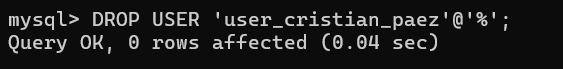 mysql> DROP USER 'user_cristian_paez'@'%';
Query OK, 0 rows affected (0.04 sec)